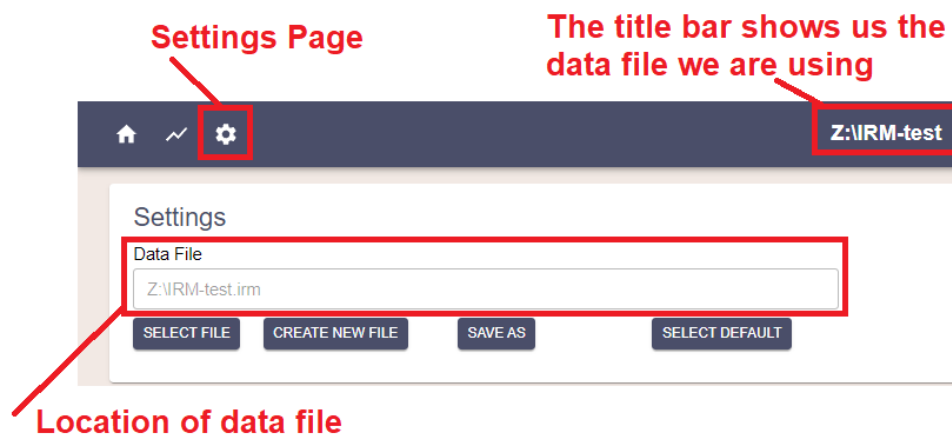 Settings Page
The title bar shows us the
data file we are using
Z:\IRM-test
Settings
Data File
Z:\IRM-test.irm
SELECT FILE
CREATE NEW FILE
SAVE AS
SELECT DEFAULT
Location of data file